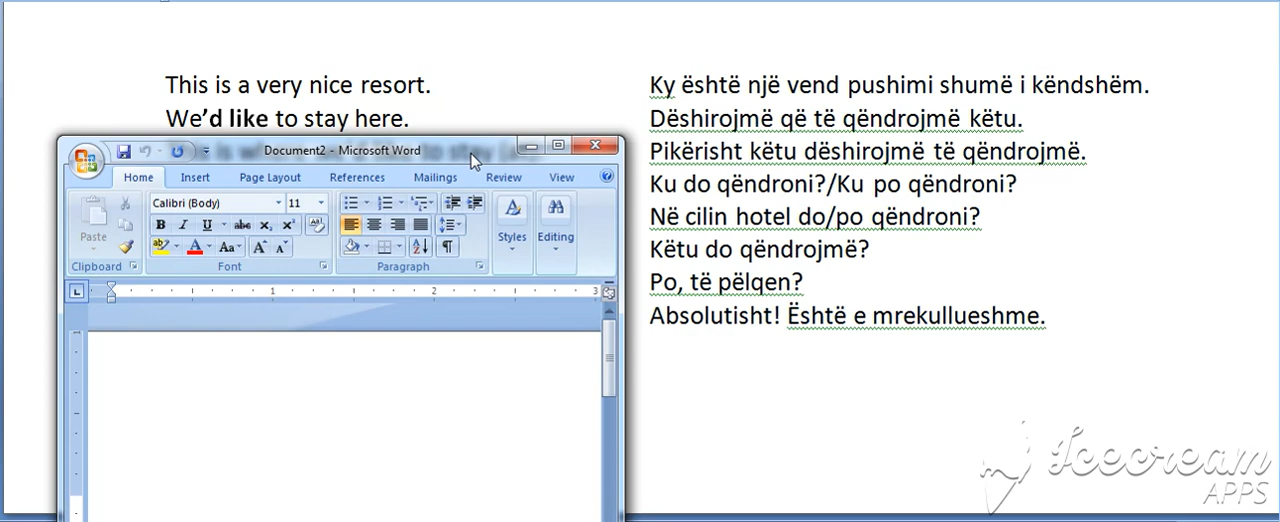 This is a very nice resort.
We'd like to stay here.
Document2 - Microsoft Word
Home Insert Page Layout References Mailings Review View
Calibri (Body) 11
Paste
Styles
Editing
Clipboard Font Paragraph
1 2 3
Ky është një vend pushimi shumë i këndshëm.
Dëshirojmë që të qëndrojmë këtu.
Pikërisht këtu dëshirojmë të qëndrojmë.
Ku do qëndroni?/Ku po qëndroni?
Në cilin hotel do/po qëndroni?
Këtu do qëndrojmë?
Po, të pëlqen?
Absolutisht! Është e mrekullueshme.
Icecream
APPS